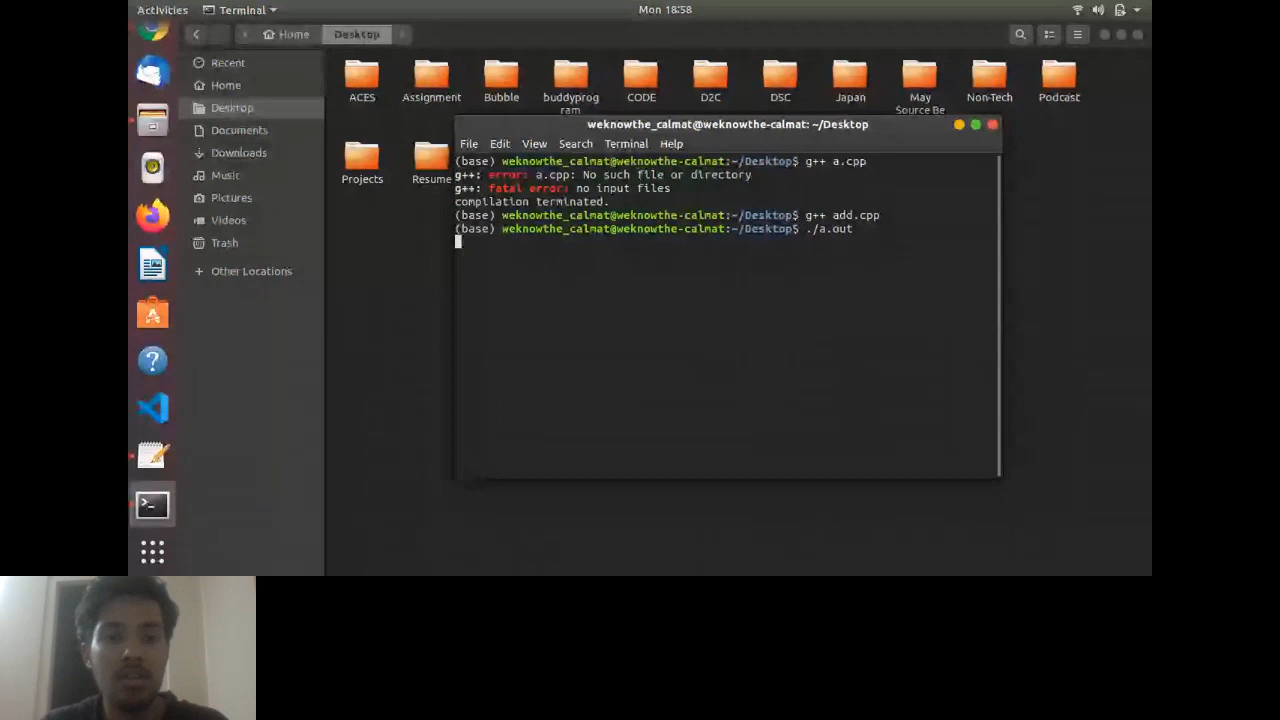 Activities
Terminal
Mon 18:58
Home
Desktop
Recent
Home
Desktop
Documents
Downloads
Music
Pictures
Videos
Trash
+ Other Locations
ACES
Assignment
Bubble
buddyprog
ram
CODE
D2C
DSC
Japan
May
Source Be
Non-Tech
Podcast
Projects
Resume
weknowthe_calmat@weknowthe-calmat: ~/Desktop
File Edit View Search Terminal Help
(base) weknowthe_calmat@weknowthe-calmat:~/Desktop$ g++ a.cpp
g++: error: a.cpp: No such file or directory
g++: fatal error: no input files
compilation terminated.
(base) weknowthe_calmat@weknowthe-calmat:~/Desktop$ g++ add.cpp
(base) weknowthe_calmat@weknowthe-calmat:~/Desktop$ ./a.out